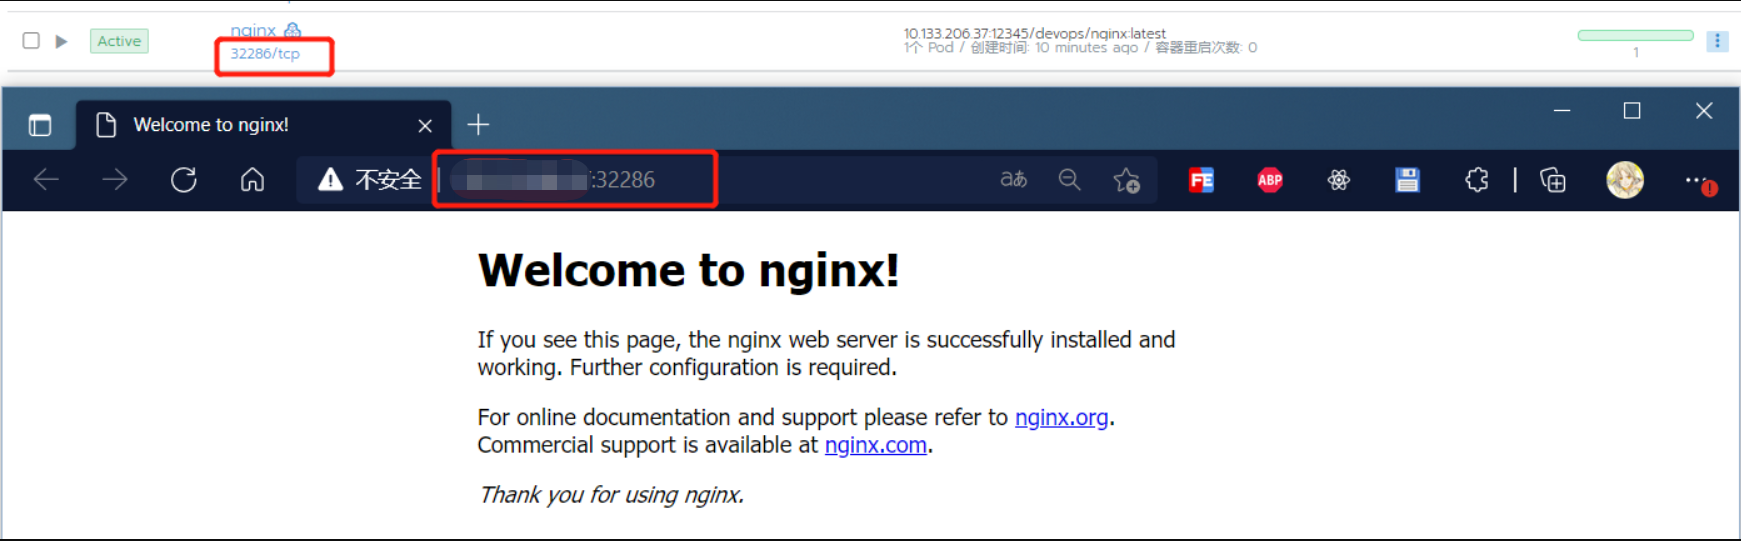 Active
nginx
32286/tcp
10.133.206.37:12345/devops/nginx:latest
1个 Pod / 创建时间: 10 minutes ago / 容器重启次数: 0
1
Welcome to nginx!
不安全
:32286
aあ
FE
ABP
Welcome to nginx!
If you see this page, the nginx web server is successfully installed and
working. Further configuration is required.
For online documentation and support please refer to nginx.org.
Commercial support is available at nginx.com.
Thank you for using nginx.